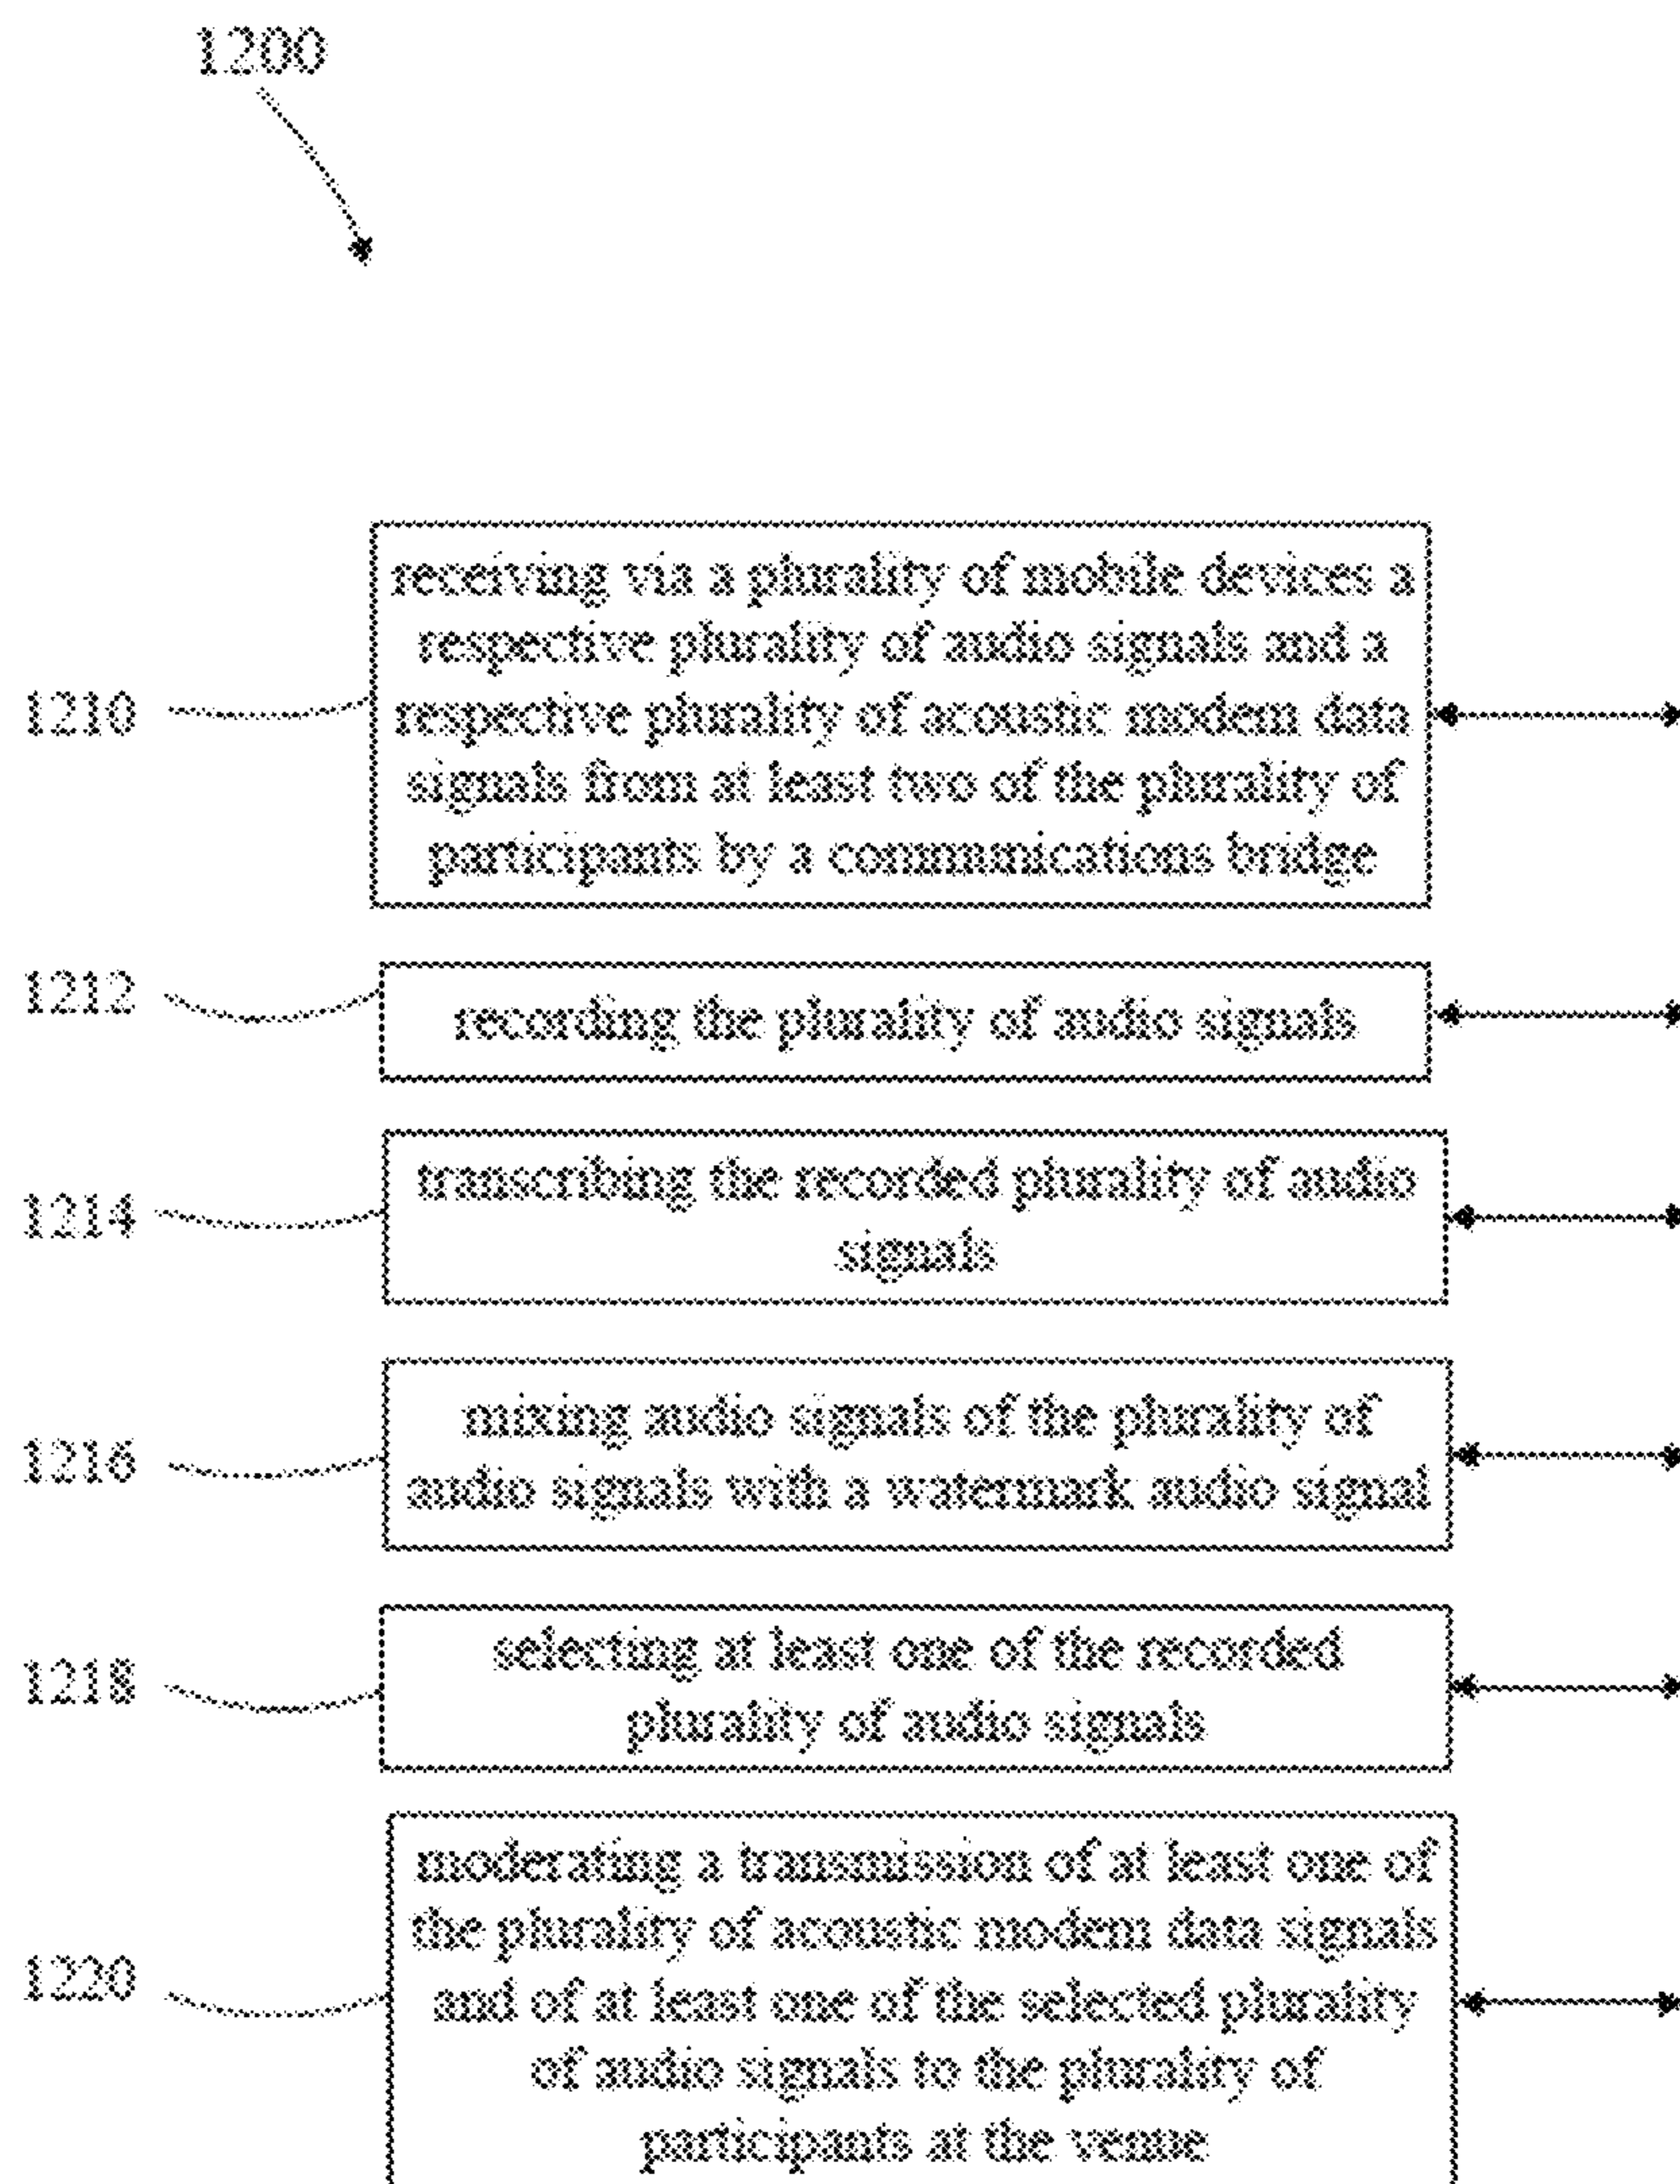 1200
receiving via a plurality of mobile devices a
respective plurality of audio signals and a
1210
respective plurality of acoustic modem data
signals from at least two of the plurality of
participants by a communications bridge
1212
recording the plurality of audio signals
transcribing the recorded plurality of audio
1214
signals
mixing audio signals of the plurality of
1216
audio signals with a watermark audio signal
selecting at least one of the recorded
1218
plurality of audio signals
moderating a transmission of at least one of
the plurality of acoustic modem data signals
1220
and of at least one of the selected plurality
of audio signals to the plurality of
participants at the venue